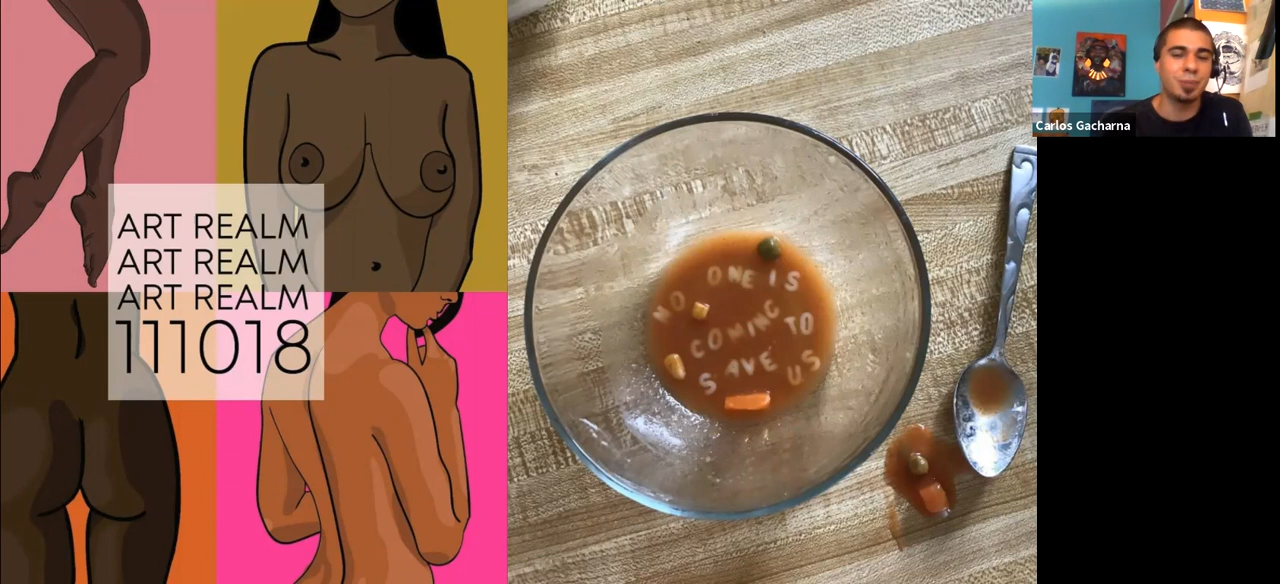 ART REALM
ART REALM
ART REALM
111018
NO ONE IS
COMING TO
SAVE US
Carlos Gacharna